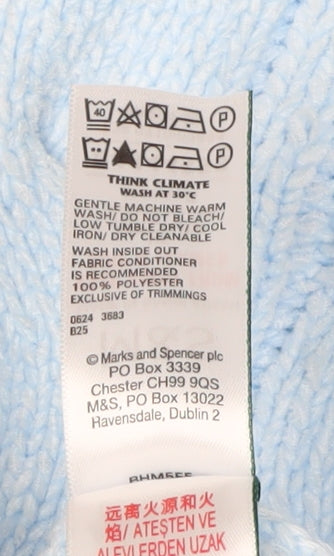 40 P
P
THINK CLIMATE
WASH AT 30°C
GENTLE MACHINE WARM
WASH/ DO NOT BLEACH/
LOW TUMBLE DRY/ COOL
IRON/ DRY CLEANABLE
WASH INSIDE OUT
FABRIC CONDITIONER
IS RECOMMENDED
100% POLYESTER
EXCLUSIVE OF TRIMMINGS
0624 3683
B25
© Marks and Spencer plc
PO Box 3339
Chester CH99 9QS
M&S, PO Box 13022
Ravensdale, Dublin 2
远离火源和火
焰/ ATEŞTEN VE
ALEVLERDEN UZAK